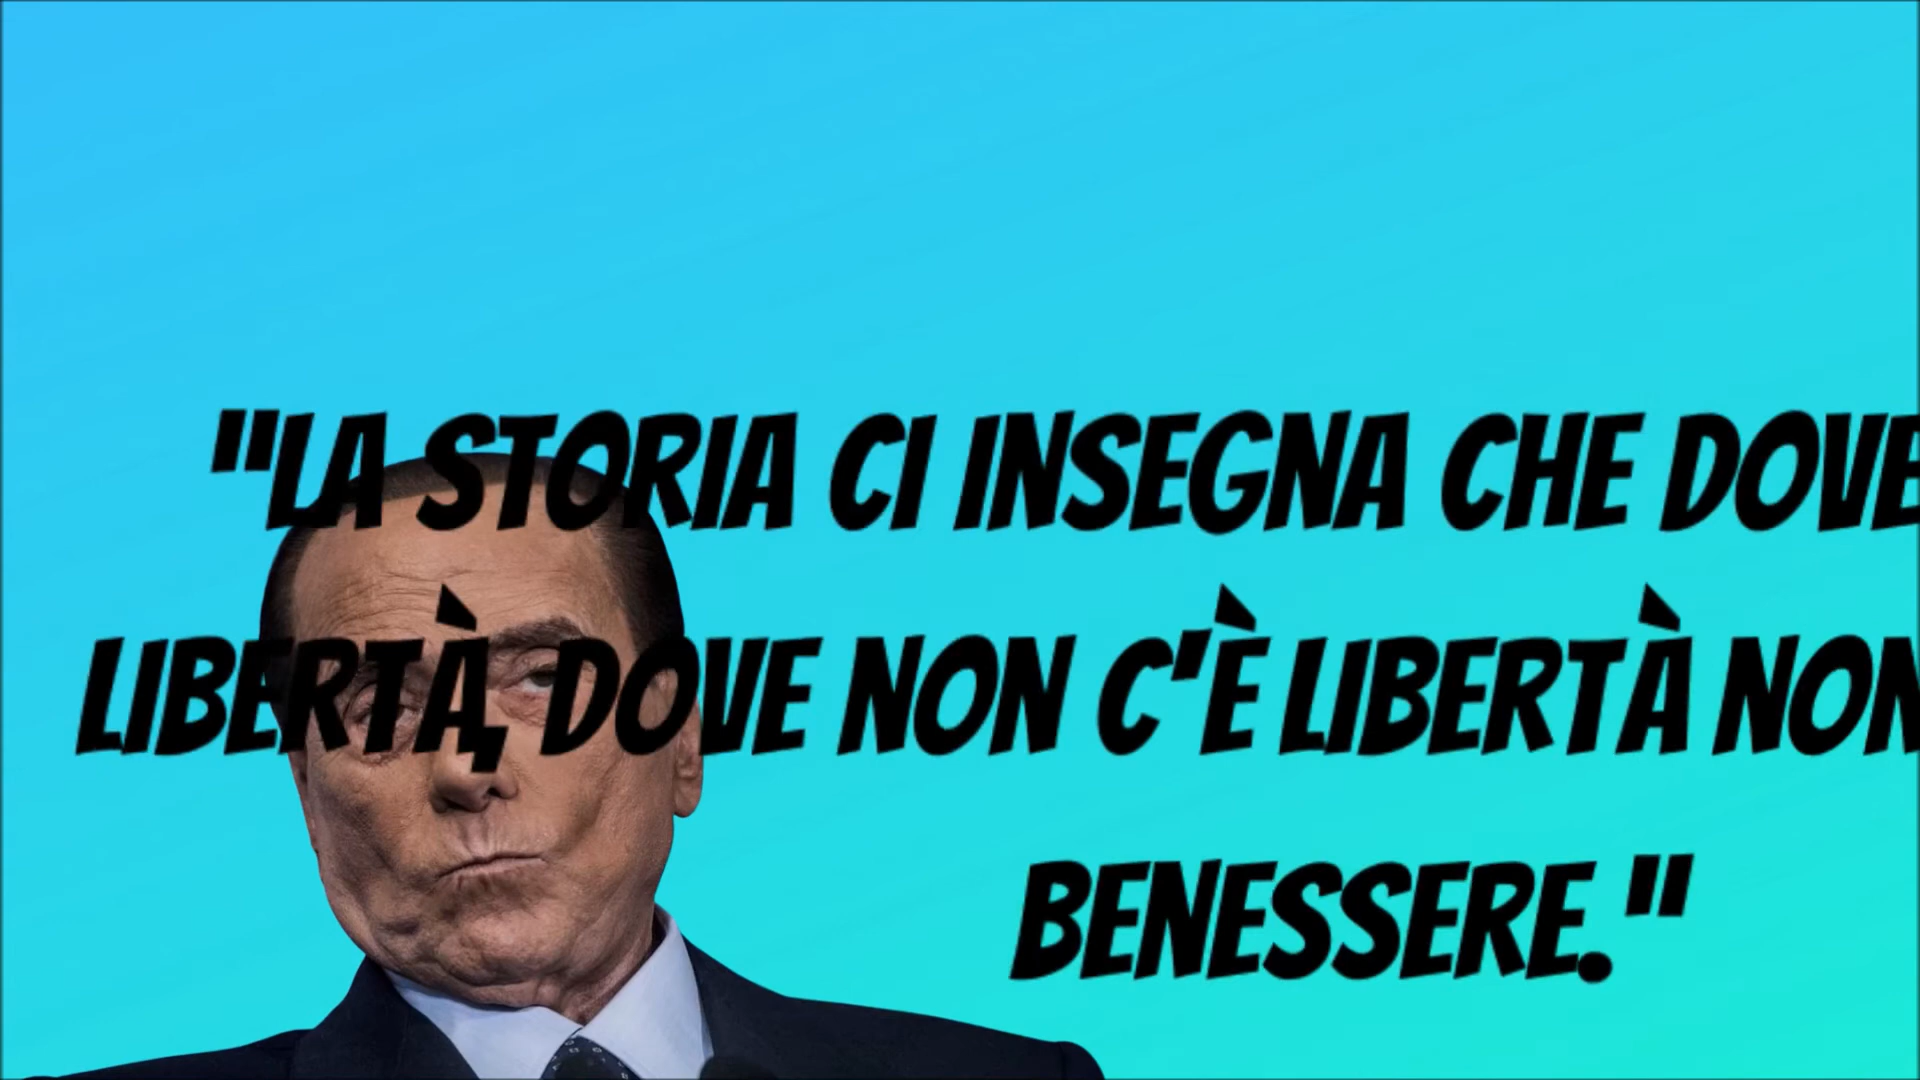 "LA STORIA CI INSEGNA CHE DOVE
LIBERTÀ, DOVE NON C'È LIBERTÀ NON
BENESSERE."